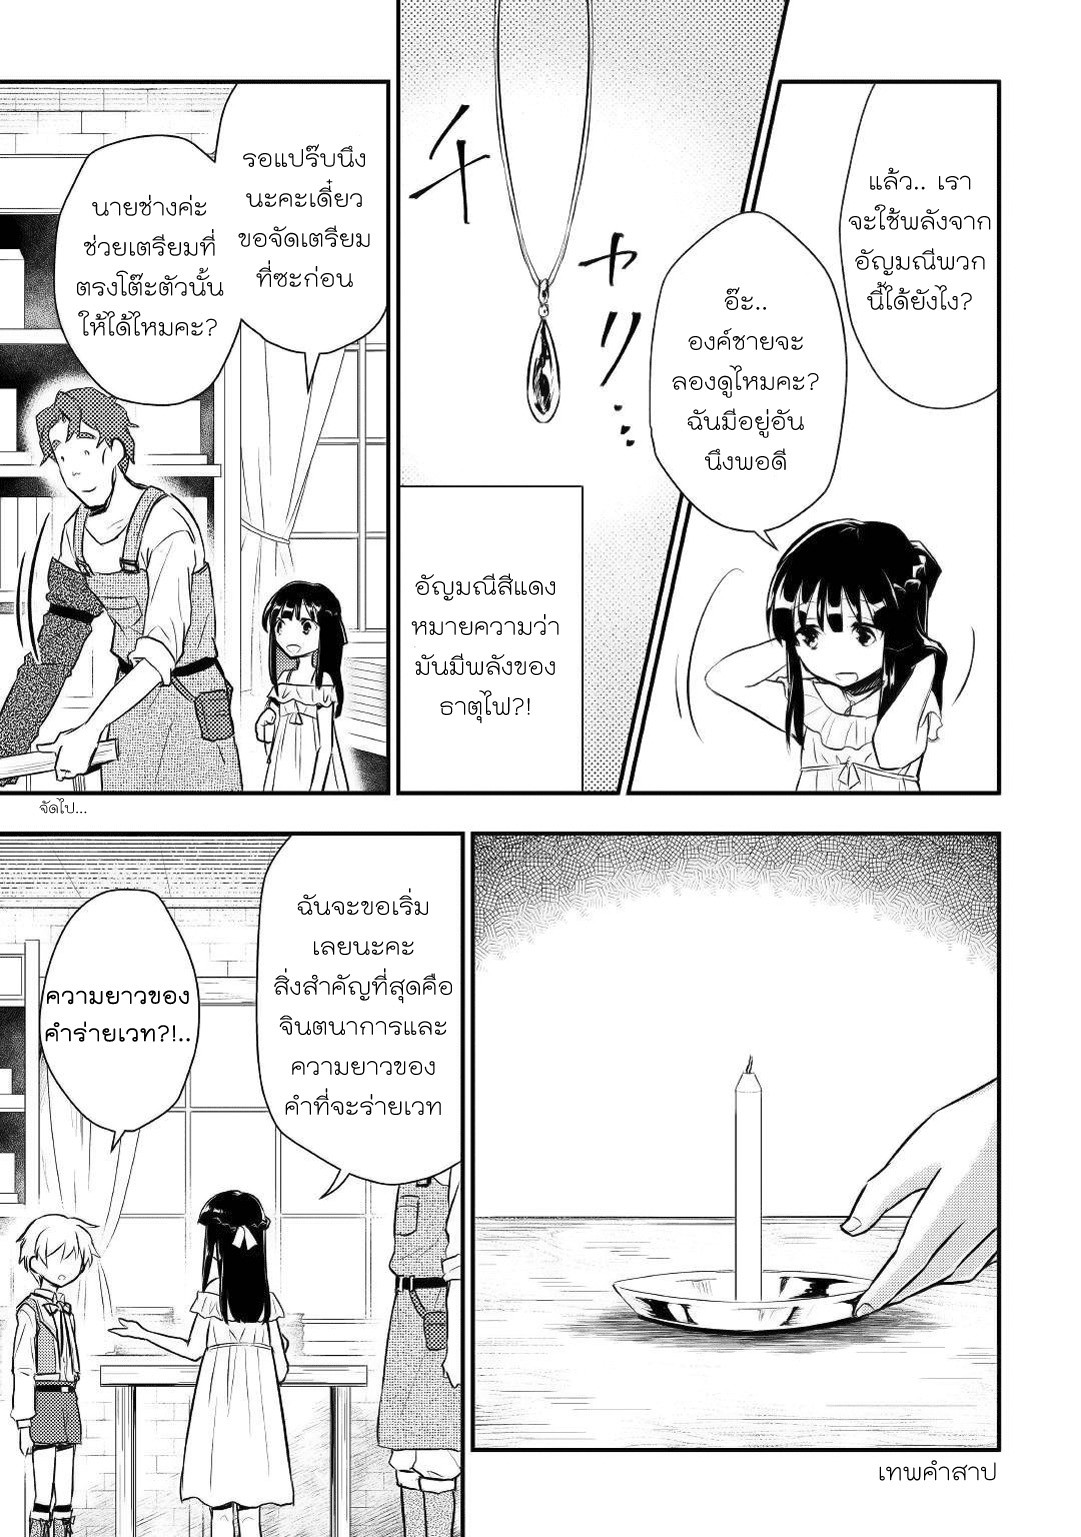 แล้ว.. เรา
จะใช้พลังจาก
อัญมณีพวก
นี้ได้ยังไง?
อ๊ะ..
องค์ชายจะ
ลองดูไหมคะ?
ฉันมีอยู่อัน
นึงพอดี
チャリ...
อัญมณีสีแดง
หมายความว่า
มันมีพลังของ
ธาตุไฟ?!
รอแปร๊บนึง
นะคะเดี๋ยว
ขอจัดเตรียม
ที่ซะก่อน
นายช่างค่ะ
ช่วยเตรียมที่
ตรงโต๊ะตัวนั้น
ให้ได้ไหมคะ?
จัดไป...
ฉันจะขอเริ่ม
เลยนะคะ
สิ่งสำคัญที่สุดคือ
จินตนาการและ
ความยาวของ
คำที่จะร่ายเวท
ความยาวของ
คำร่ายเวท?!..
เทพคำสาป